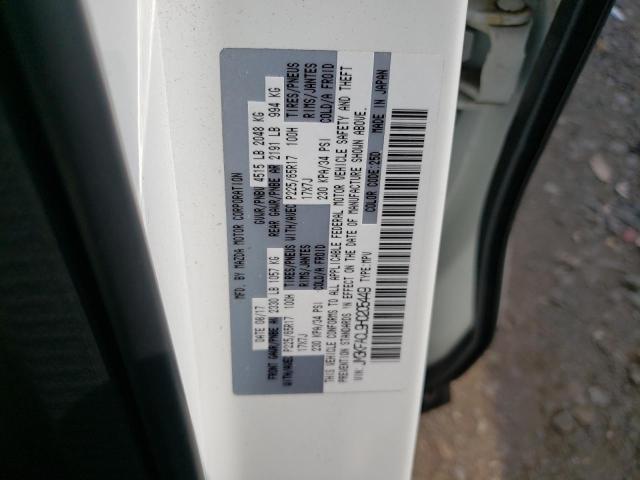 MFD. BY MAZDA MOTOR CORPORATION
DATE 08/17 GVWR/PNBV 4515 LB 2048 KG
FRONT GAWR/PNBE AV 2330 LB 1057 KG REAR GAWR/PNBE AR 2191 LB 994 KG
WITH/AVEC TIRES/PNEUS WITH/AVEC TIRES/PNEUS
P225/65R17 100H RIMS/JANTES P225/65R17 100H RIMS/JANTES
17X7J COLD/A FROID 17X7J COLD/A FROID
230 KPA/34 PSI 230 KPA/34 PSI
THIS VEHICLE CONFORMS TO ALL APPLICABLE FEDERAL MOTOR VEHICLE SAFETY AND THEFT
PREVENTION STANDARDS IN EFFECT ON THE DATE OF MANUFACTURE SHOWN ABOVE.
VIN: JM3KFACL9H0205449 TYPE: MPV COLOR CODE: 25D MADE IN JAPAN